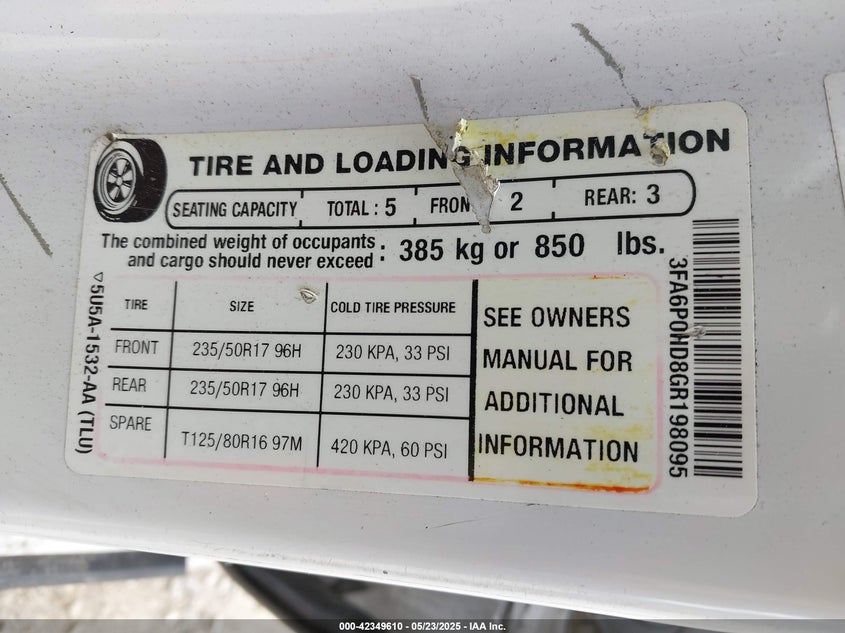 TIRE AND LOADING INFORMATION
SEATING CAPACITY TOTAL : 5 FRON 2 REAR: 3
The combined weight of occupants and cargo should never exceed : 385 kg or 850 lbs.
TIRE SIZE COLD TIRE PRESSURE
FRONT 235/50R17 96H 230 KPA, 33 PSI
REAR 235/50R17 96H 230 KPA, 33 PSI
SPARE T125/80R16 97M 420 KPA, 60 PSI
SEE OWNERS
MANUAL FOR
ADDITIONAL
INFORMATION
5U5A-1532-AA (TLU)
3FA6P0HD8GR198095
000-42349610 - 05/23/2025 - IAA Inc.